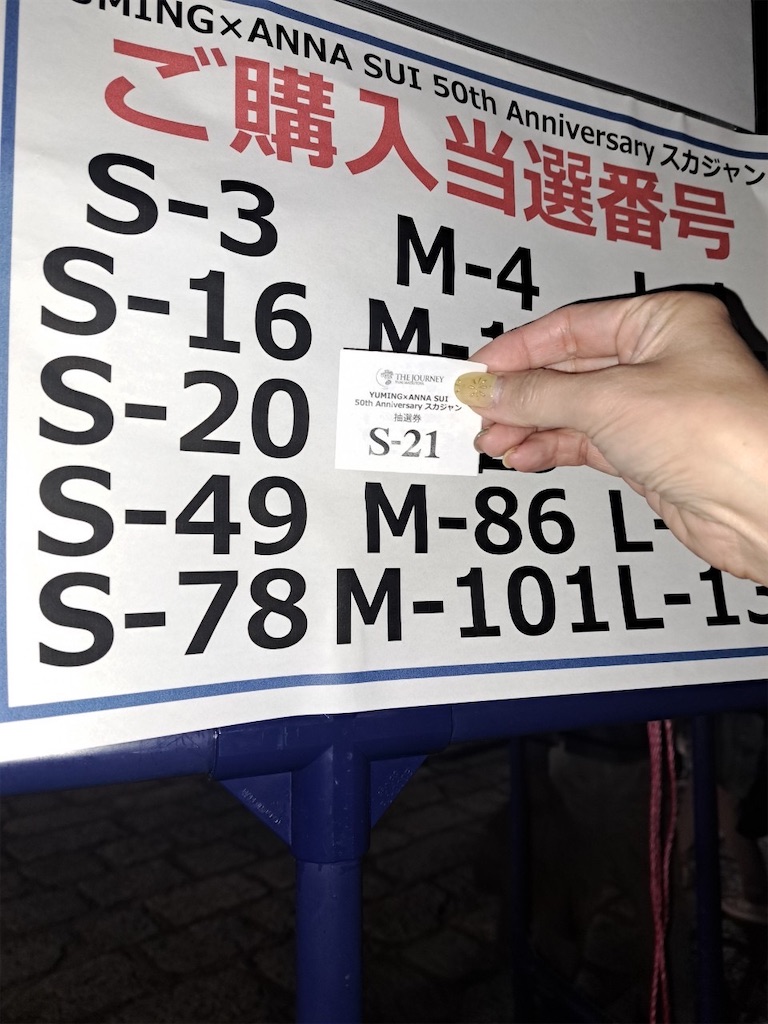 YUMING×ANNA SUI 50th Anniversary スカジャン
ご購入当選番号
S-3 M-4
S-16
S-20
S-49 M-86 L-
S-78 M-101 L-13
THE JOURNEY
YUMING×ANNA SUI
50th Anniversary スカジャン
抽選券
S-21